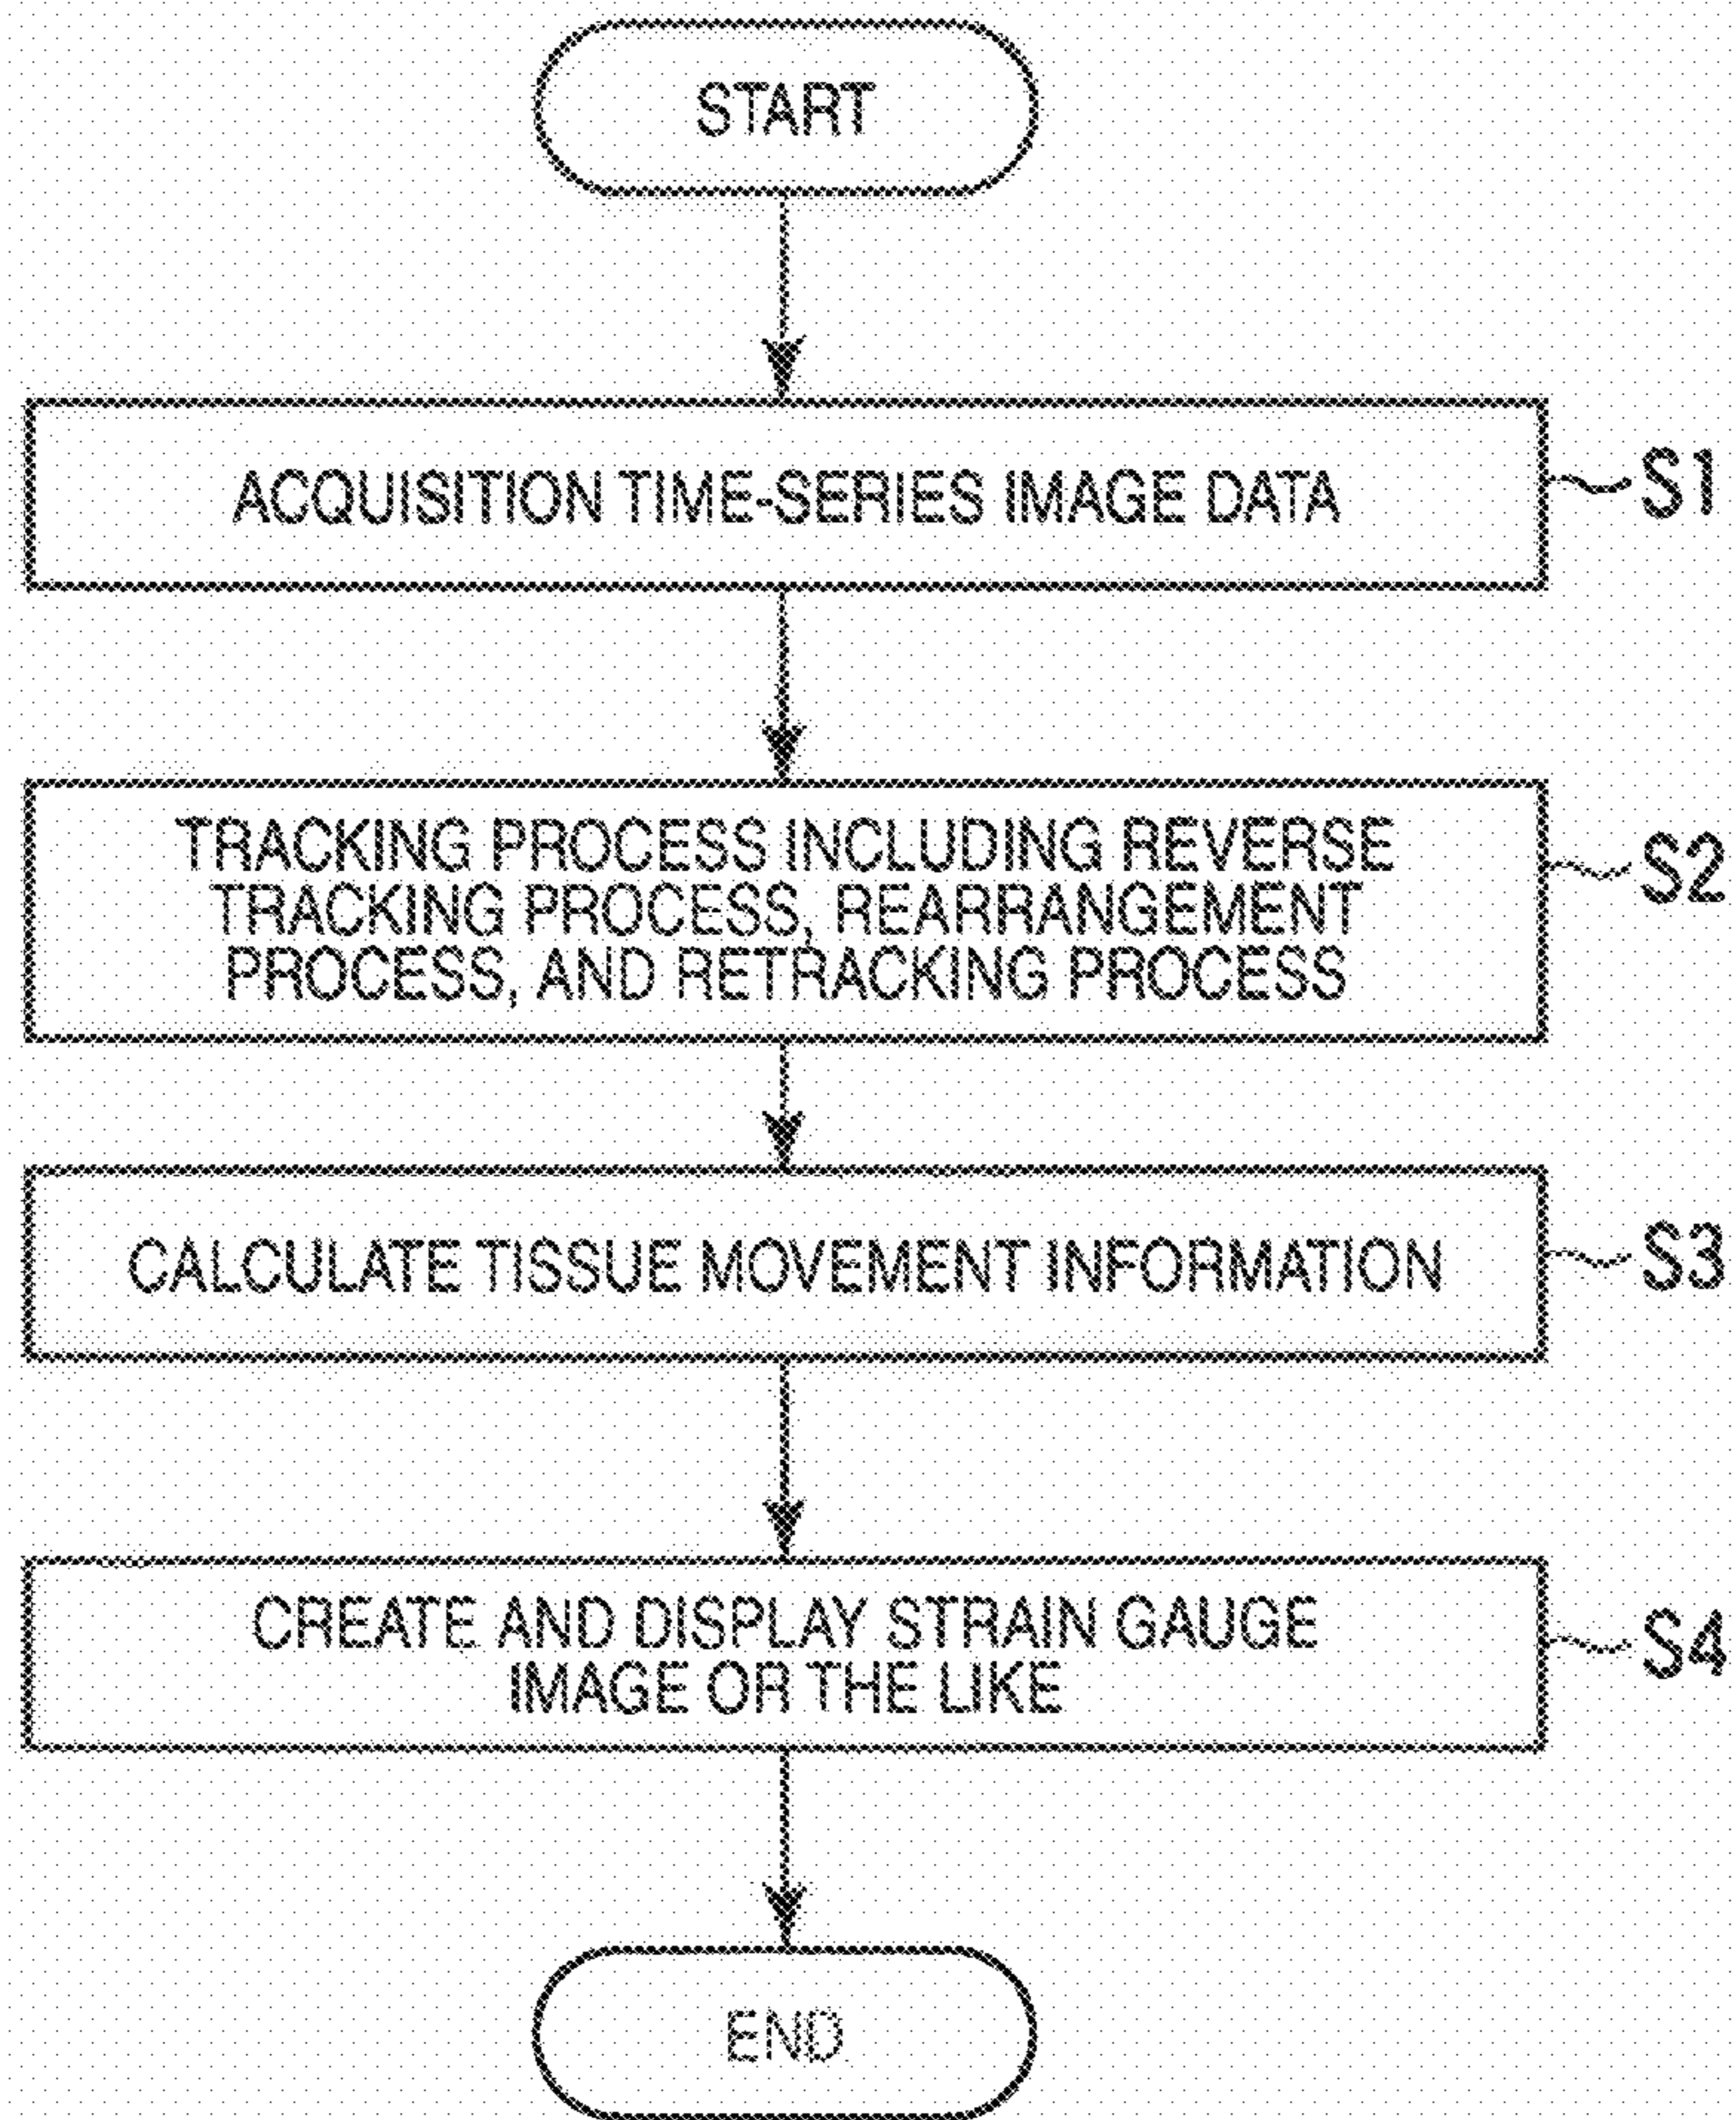 START
ACQUISITION TIME-SERIES IMAGE DATA
S1
TRACKING PROCESS INCLUDING REVERSE
TRACKING PROCESS, REARRANGEMENT
PROCESS, AND RETRACKING PROCESS
S2
CALCULATE TISSUE MOVEMENT INFORMATION
S3
CREATE AND DISPLAY STRAIN GAUGE
IMAGE OR THE LIKE
S4
END